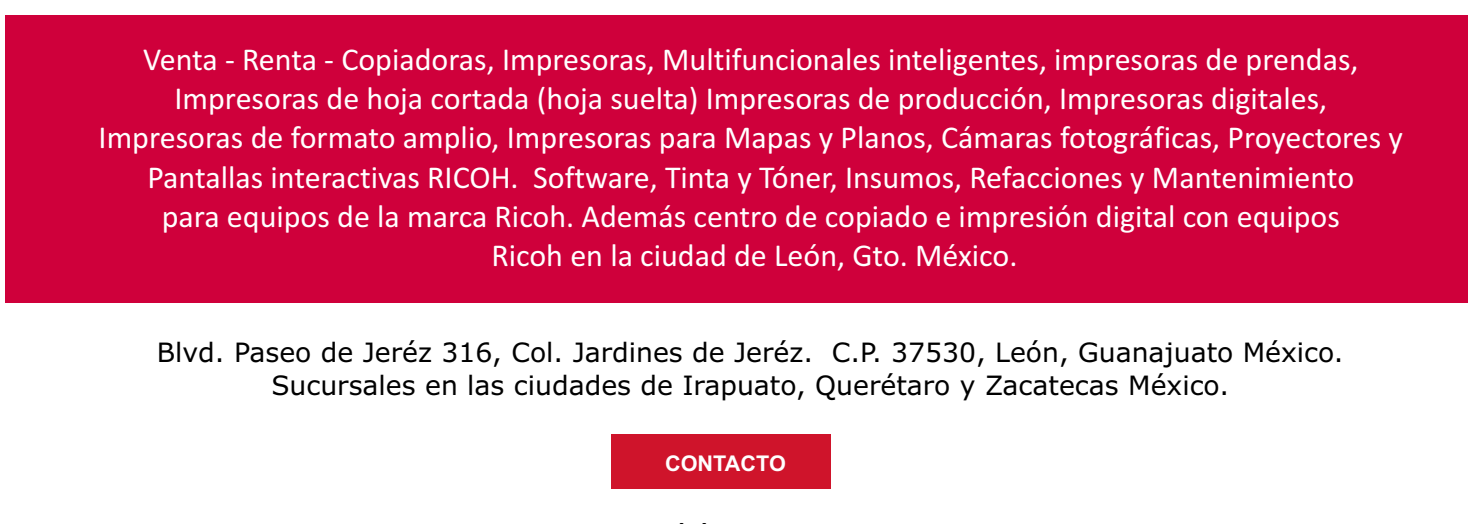 Venta - Renta - Copiadoras, Impresoras, Multifuncionales inteligentes, impresoras de prendas,
Impresoras de hoja cortada (hoja suelta) Impresoras de producción, Impresoras digitales,
Impresoras de formato amplio, Impresoras para Mapas y Planos, Cámaras fotográficas, Proyectores y
Pantallas interactivas RICOH.  Software, Tinta y Tóner, Insumos, Refacciones y Mantenimiento
para equipos de la marca Ricoh. Además centro de copiado e impresión digital con equipos
Ricoh en la ciudad de León, Gto. México.
Blvd. Paseo de Jeréz 316, Col. Jardines de Jeréz.  C.P. 37530, León, Guanajuato México.
Sucursales en las ciudades de Irapuato, Querétaro y Zacatecas México.
CONTACTO